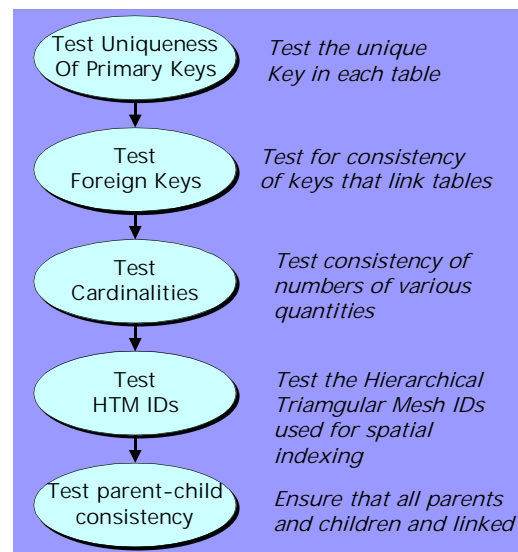 Test Uniqueness
Of Primary Keys
Test the unique
Key in each table
Test
Foreign Keys
Test for consistency
of keys that link tables
Test
Cardinalities
Test consistency of
numbers of various
quantities
Test
HTM IDs
Test the Hierarchical
Triamgular Mesh IDs
used for spatial
indexing
Test parent-child
consistency
Ensure that all parents
and children and linked